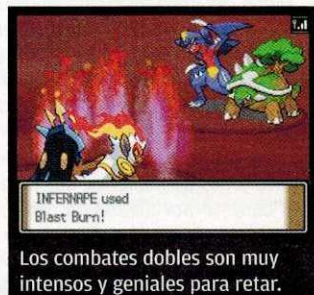 INFERNAPE used
Blast Burn!
Los combates dobles son muy
intensos y geniales para retar.